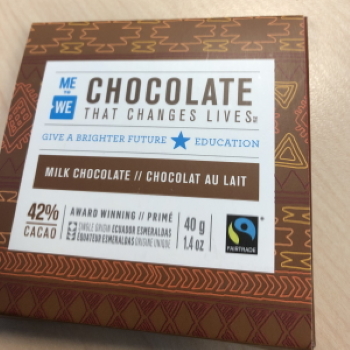 ME
TO
WE
CHOCOLATE
THAT CHANGES LIVES
GIVE A BRIGHTER FUTURE ★ EDUCATION
MILK CHOCOLATE // CHOCOLAT AU LAIT
42%
CACAO
AWARD WINNING // PRIMÉ
SINGLE ORIGIN ECUADOR ESMERALDAS
ÉQUATEUR ESMERALDAS ORIGINE UNIQUE
40 g
1.4 oz
FAIRTRADE